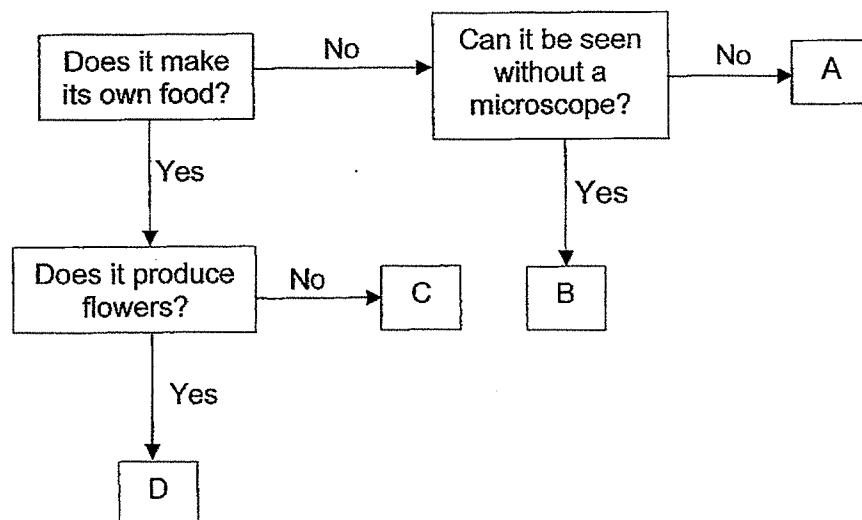 Does it make
its own food?
No
Can it be seen
without a
microscope?
No
A
Yes
Yes
Does it produce
flowers?
No
C
B
Yes
D